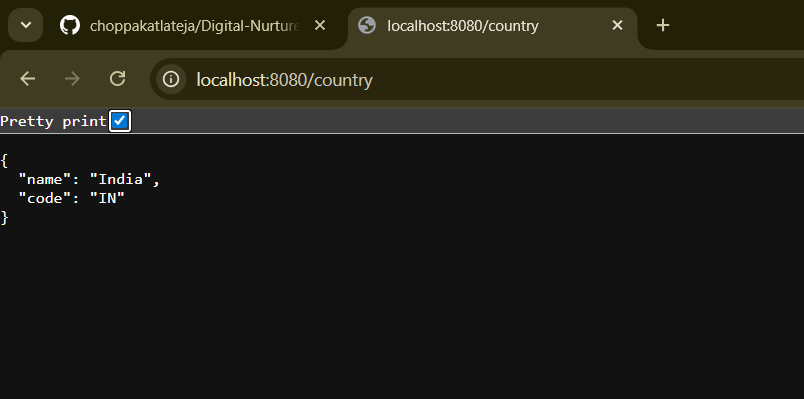 choppakatlateja/Digital-Nurture
localhost:8080/country
localhost:8080/country
Pretty print
{
"name": "India",
"code": "IN"
}